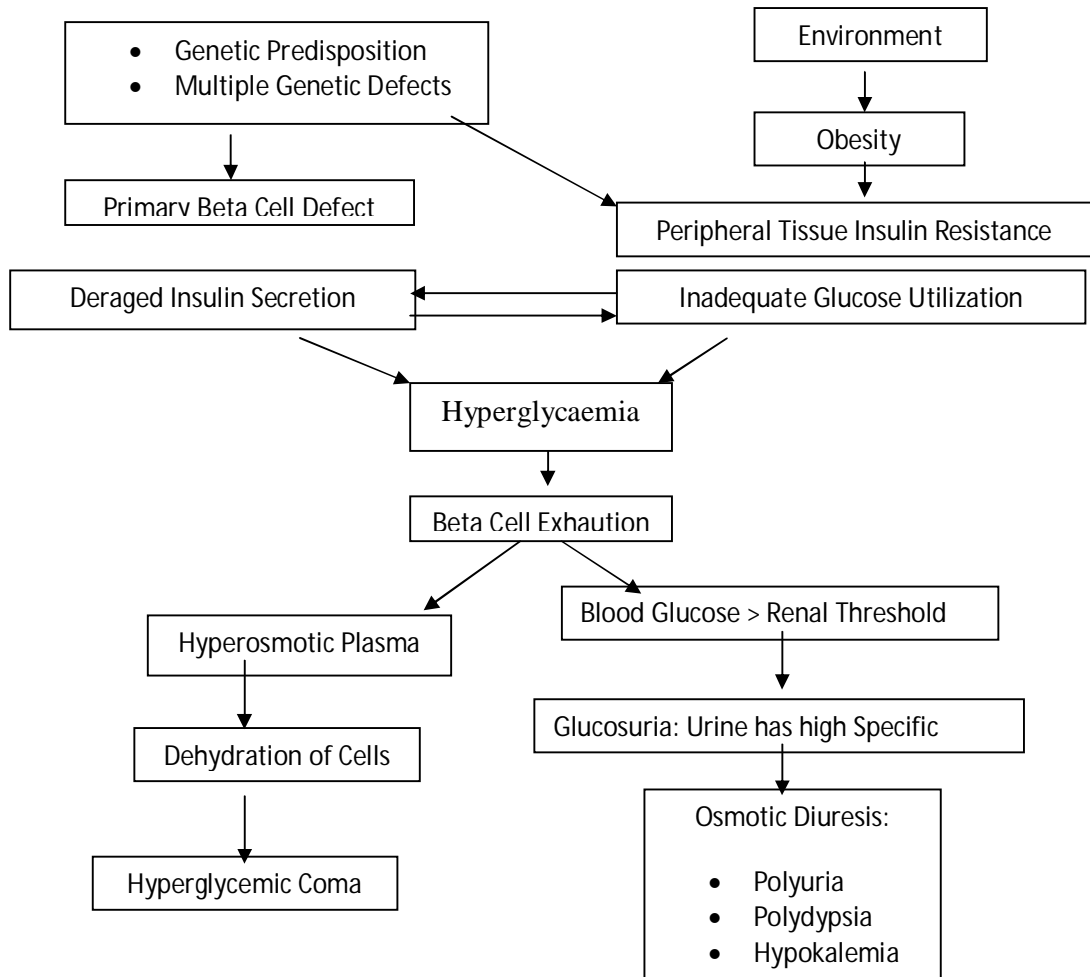 • Genetic Predisposition
• Multiple Genetic Defects
Environment
Obesity
Primary Beta Cell Defect
Peripheral Tissue Insulin Resistance
Deraged Insulin Secretion
Inadequate Glucose Utilization
Hyperglycaemia
Beta Cell Exhaution
Blood Glucose > Renal Threshold
Hyperosmotic Plasma
Glucosuria: Urine has high Specific
Dehydration of Cells
Osmotic Diuresis:
• Polyuria
• Polydypsia
• Hypokalemia
Hyperglycemic Coma